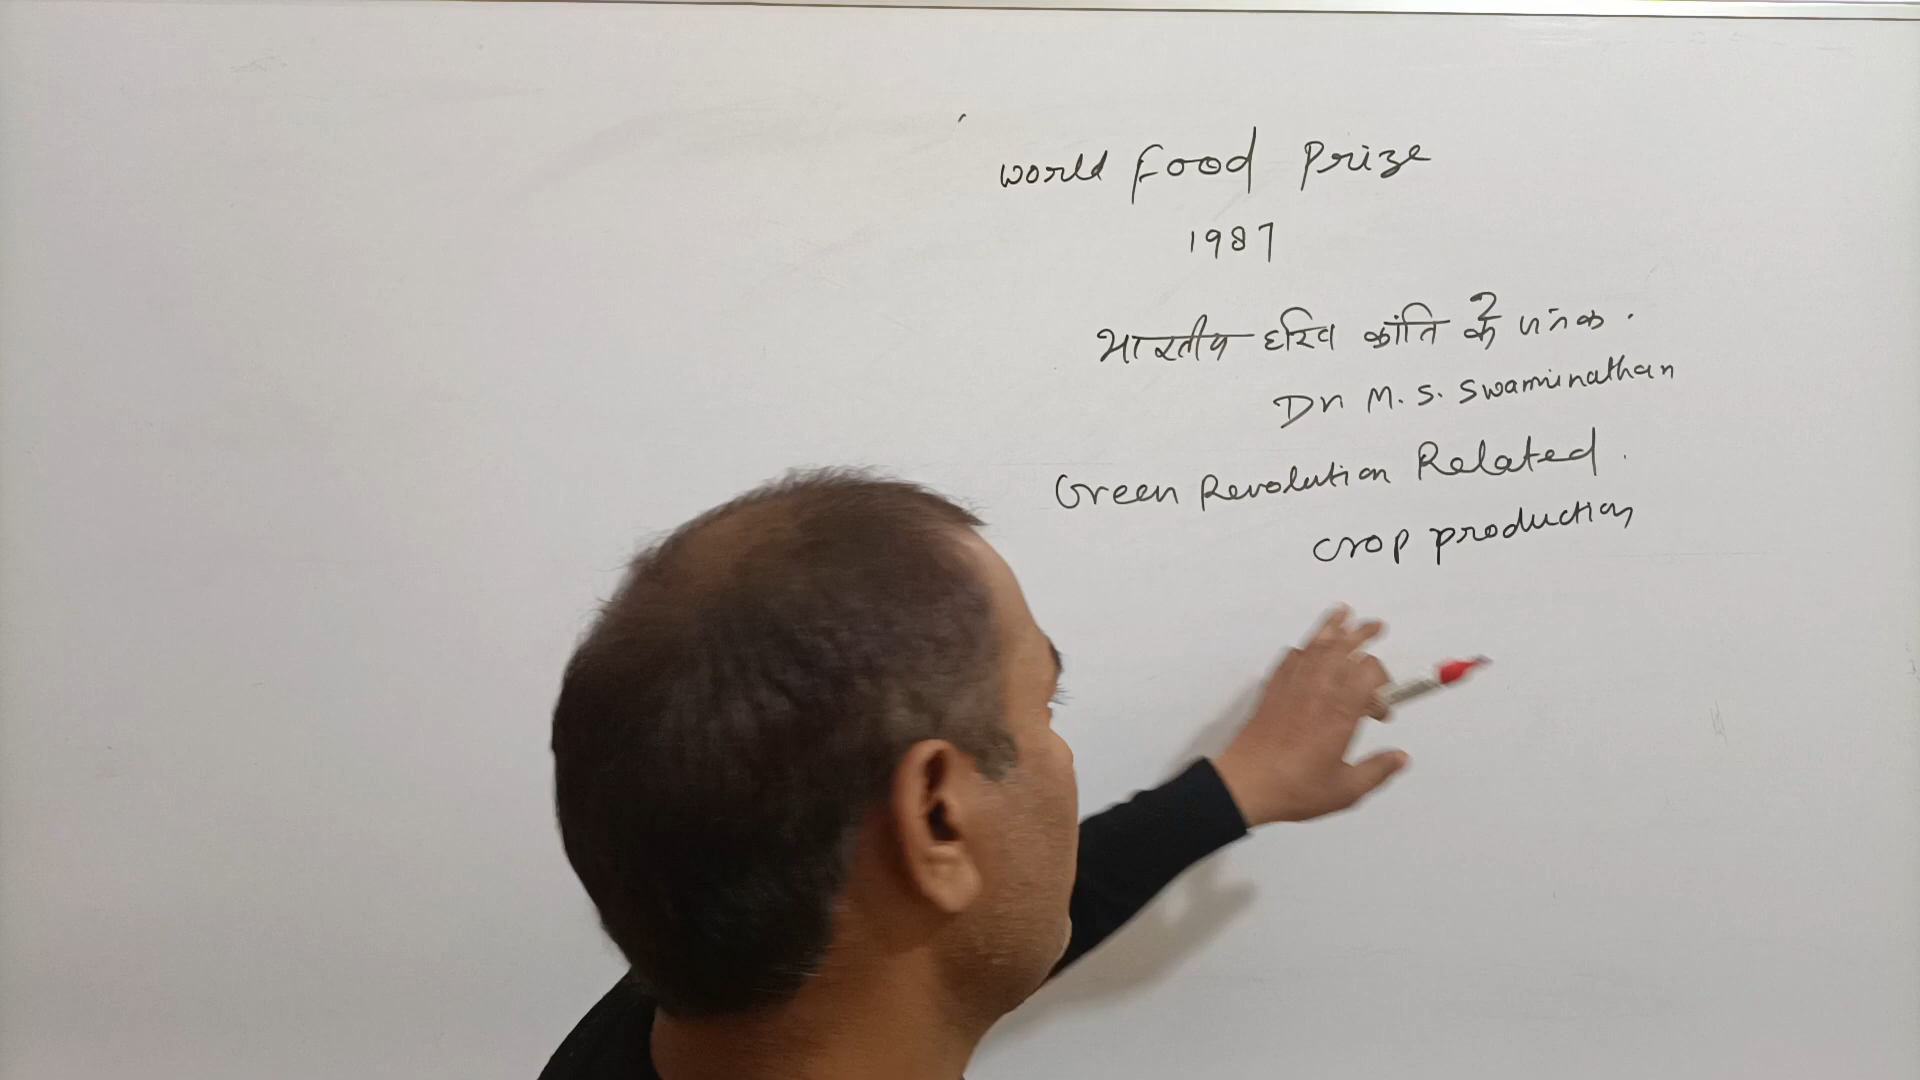 World Food Prize
1987
भारतीय हरित क्रांति के जनक.
Dr M. S. Swaminathan
Green Revolution Related.
crop production